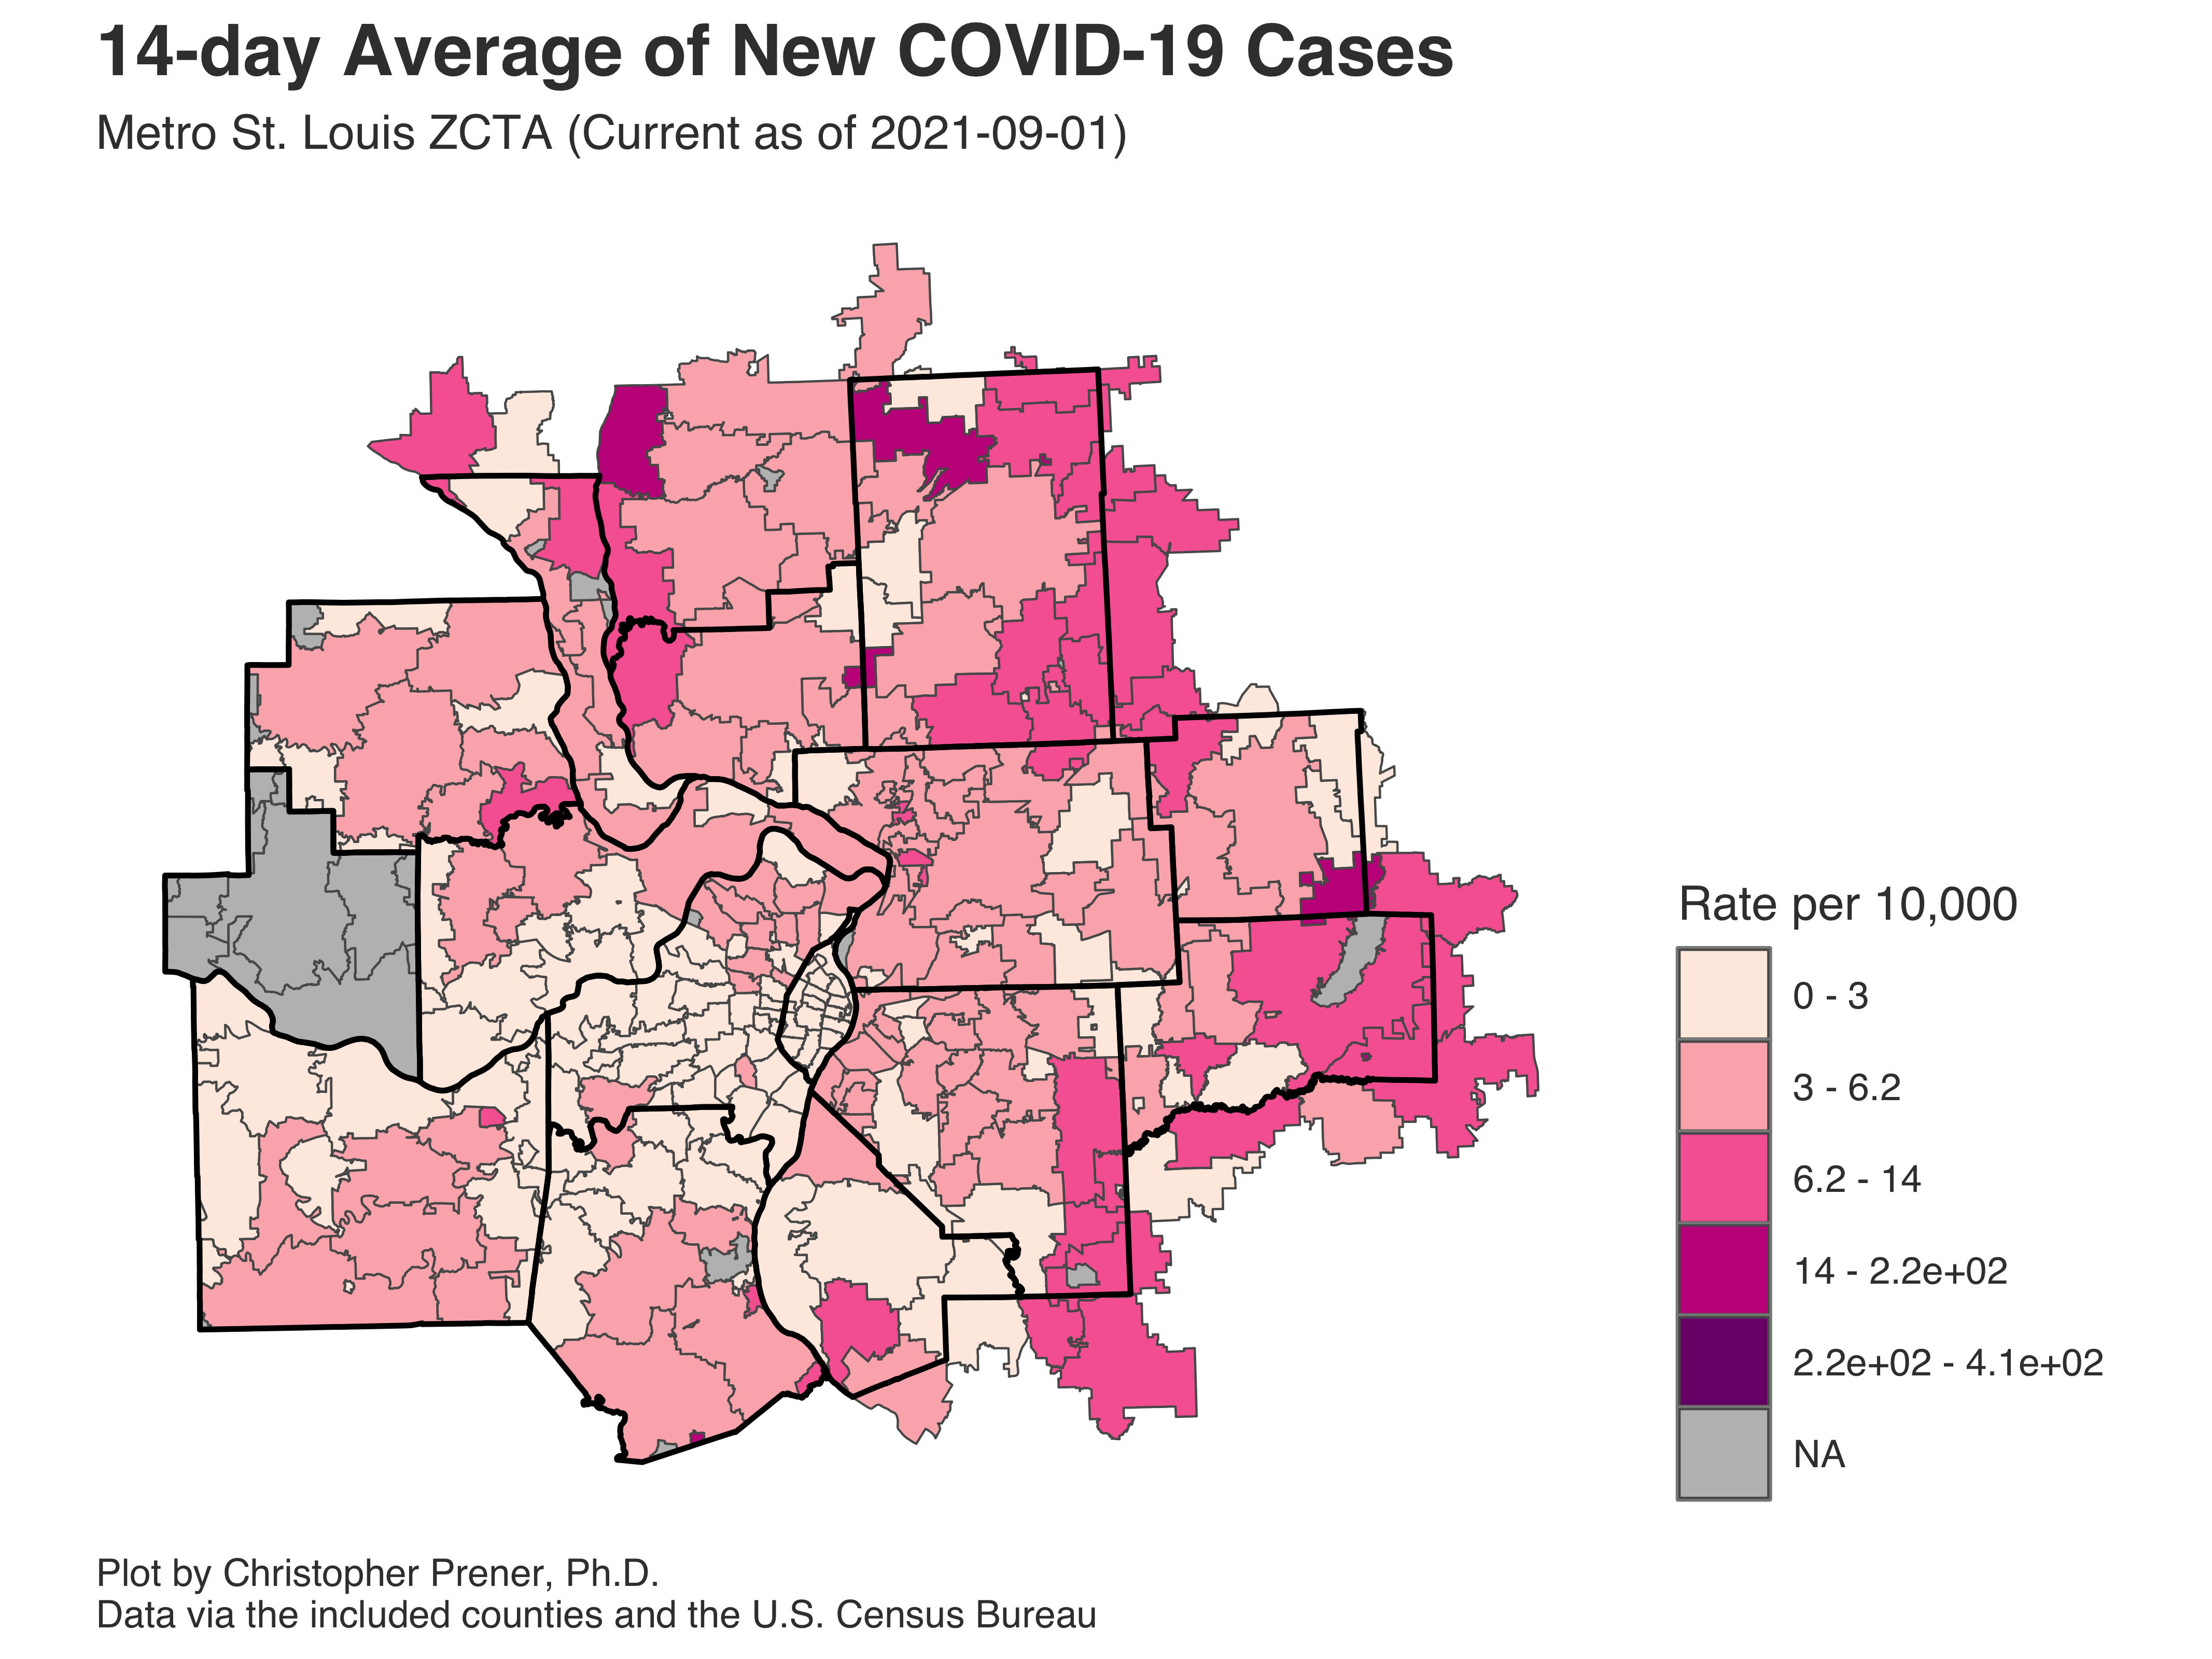 14-day Average of New COVID-19 Cases
Metro St. Louis ZCTA (Current as of 2021-09-01)
Rate per 10,000
0 - 3
3 - 6.2
6.2 - 14
14 - 2.2e+02
2.2e+02 - 4.1e+02
NA
Plot by Christopher Prener, Ph.D.
Data via the included counties and the U.S. Census Bureau